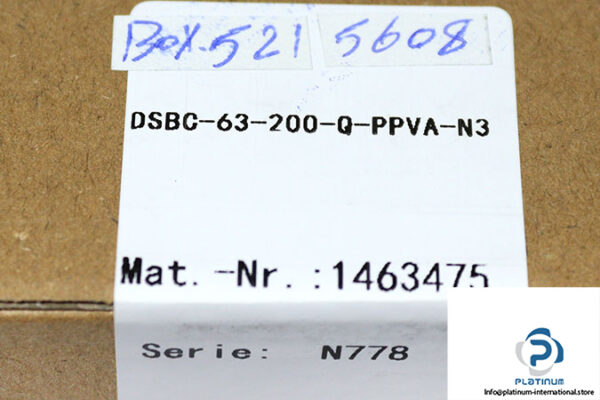 Box.521 5608
DSBC-63-200-Q-PPVA-N3
Mat.-Nr.:1463475
Serie: N778
PLATINUM
Info@platinum-international.store